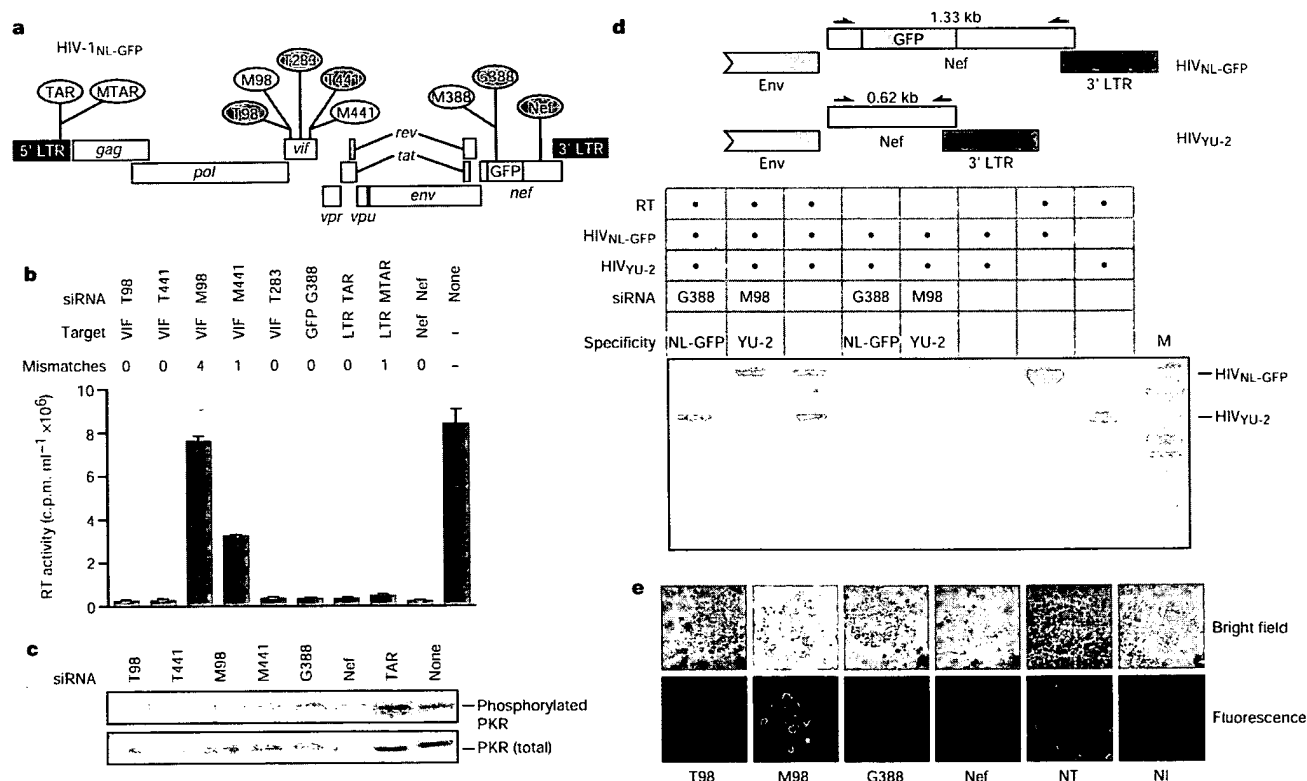 a
HIV-1NL-GFP
TAR MTAR
T98 M98 T283 T441 M441
M388 G388 Nef
5' LTR gag pol vif rev tat vpr vpu env GFP nef 3' LTR
b
siRNA T98 T441 M98 M441 T283 G388 TAR MTAR Nef None
Target VIF VIF VIF VIF VIF GFP LTR LTR Nef –
Mismatches 0 0 4 1 0 0 0 1 0 –
RT activity (c.p.m. ml−1 ×106)
10
8
6
4
2
0
c
siRNA T98 T441 M98 M441 G388 Nef TAR None
Phosphorylated
PKR
PKR (total)
d
1.33 kb
GFP
Env Nef 3' LTR HIVNL-GFP
0.62 kb
Env Nef 3' LTR HIVYU-2
RT • • • • •
HIVNL-GFP • • • • • • •
HIVYU-2 • • • • • • •
siRNA G388 M98 G388 M98
Specificity NL-GFP YU-2 NL-GFP YU-2 M
HIVNL-GFP
HIVYU-2
e
Bright field
Fluorescence
T98 M98 G388 Nef NT NI